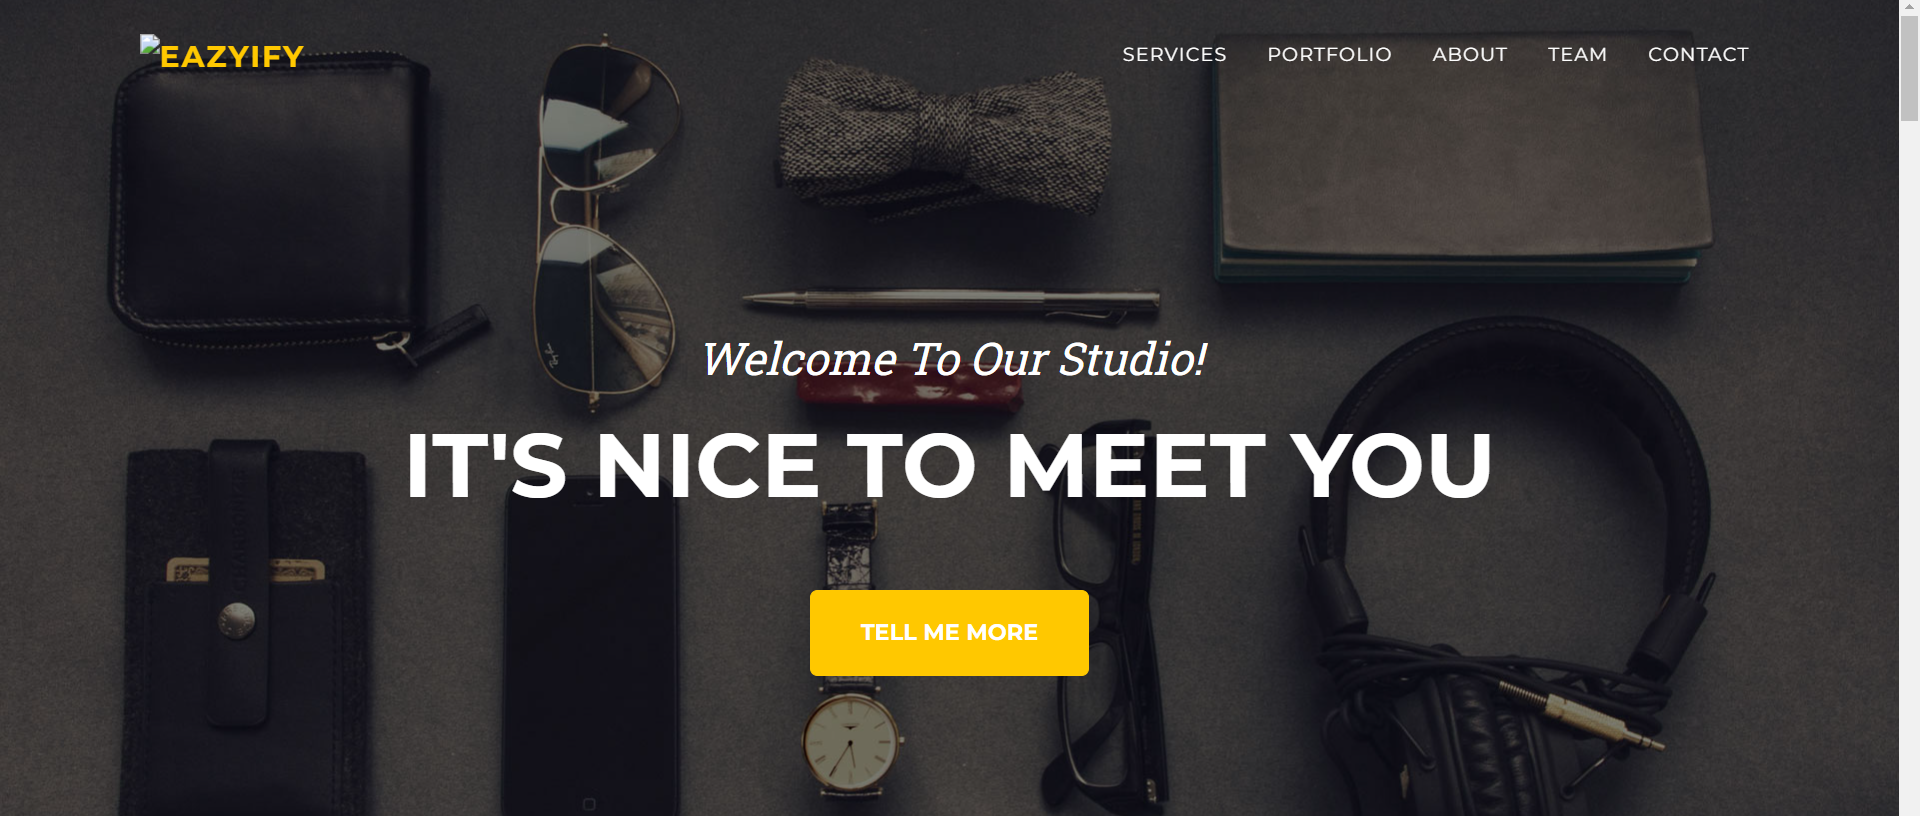 EAZYIFY
SERVICES PORTFOLIO ABOUT TEAM CONTACT
Welcome To Our Studio!
IT'S NICE TO MEET YOU
TELL ME MORE